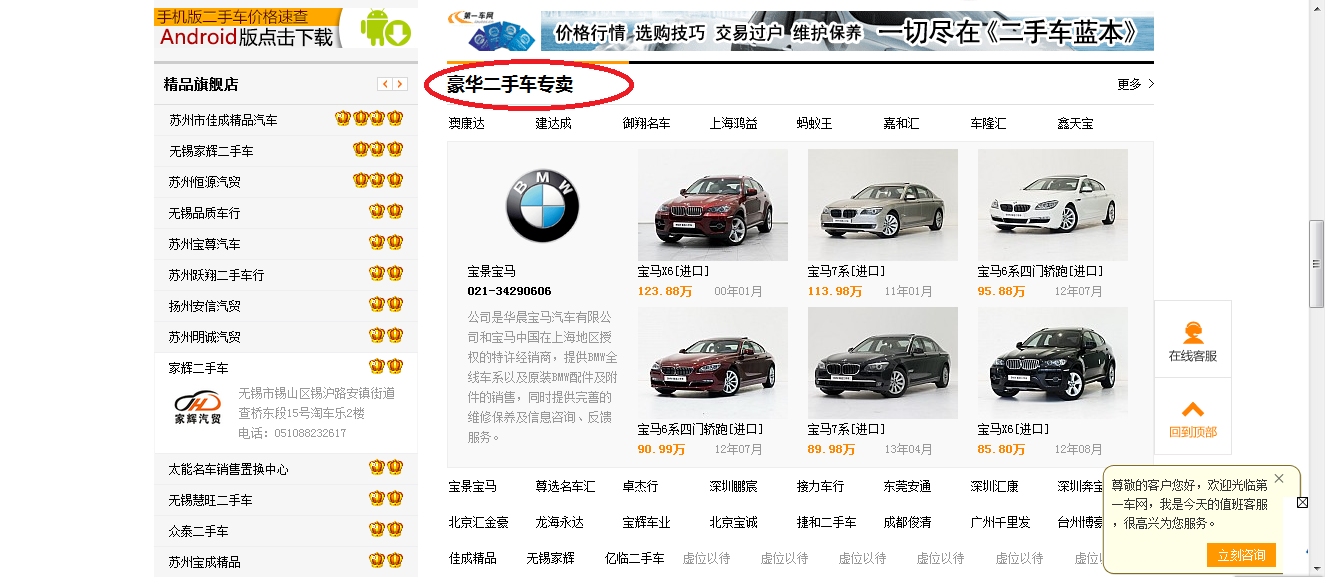 手机版二手车价格速查
Android版点击下载
精品旗舰店
苏州市佳成精品汽车
无锡家辉二手车
苏州恒源汽贸
无锡品质车行
苏州宝尊汽车
苏州跃翔二手车行
扬州安信汽贸
苏州明诚汽贸
家辉二手车
家辉汽贸
无锡市锡山区锡沪路安镇街道
查桥东段15号淘车乐2楼
电话：051088232617
太能名车销售置换中心
无锡慧旺二手车
众泰二手车
苏州宝成精品
第一车网
价格行情 选购技巧 交易过户 维护保养 一切尽在《二手车蓝本》
豪华二手车专卖
更多
澳康达 建达成 御翔名车 上海鸿益 蚂蚁王 嘉和汇 车隆汇 鑫天宝
BMW
宝景宝马
021-34290606
公司是华晨宝马汽车有限公
司和宝马中国在上海地区授
权的特许经销商，提供BMW全
线车系以及原装BMW配件及附
件的销售，同时提供完善的
维修保养及信息咨询、反馈
服务。
宝马X6[进口] 宝马7系[进口] 宝马6系四门轿跑[进口]
123.88万 00年01月 113.98万 11年01月 95.88万 12年07月
宝马6系四门轿跑[进口] 宝马7系[进口] 宝马X6[进口]
90.99万 12年07月 89.98万 13年04月 85.80万 12年08月
宝景宝马 尊选名车汇 卓杰行 深圳鹏宸 接力车行 东莞安通 深圳汇康 深圳奔宝
北京汇金豪 龙海永达 宝辉车业 北京宝诚 捷和二手车 成都俊清 广州千里发 台州博豪
佳成精品 无锡家辉 亿临二手车 虚位以待 虚位以待 虚位以待 虚位以待 虚位以待 虚位
在线客服
回到顶部
尊敬的客户您好，欢迎光临第
一车网，我是今天的值班客服
，很高兴为您服务。
立刻咨询